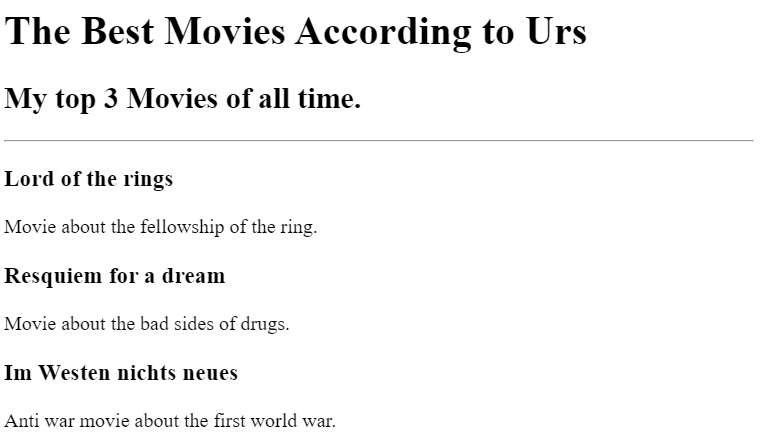 The Best Movies According to Urs
My top 3 Movies of all time.
Lord of the rings
Movie about the fellowship of the ring.
Resquiem for a dream
Movie about the bad sides of drugs.
Im Westen nichts neues
Anti war movie about the first world war.